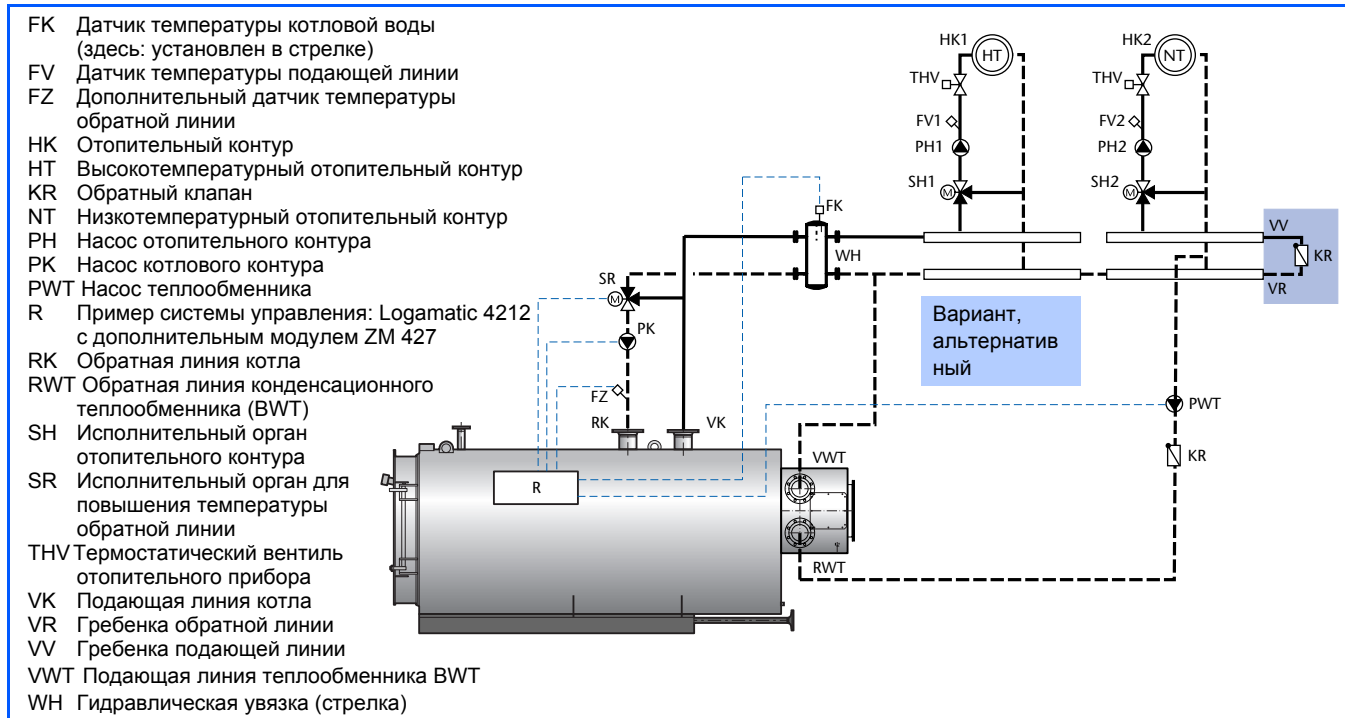 FK Датчик температуры котловой воды
(здесь: установлен в стрелке)
FV Датчик температуры подающей линии
FZ Дополнительный датчик температуры
обратной линии
HK Отопительный контур
HT Высокотемпературный отопительный контур
KR Обратный клапан
NT Низкотемпературный отопительный контур
PH Насос отопительного контура
PK Насос котлового контура
PWT Насос теплообменника
R Пример системы управления: Logamatic 4212
с дополнительным модулем ZM 427
RK Обратная линия котла
RWT Обратная линия конденсационного
теплообменника (BWT)
SH Исполнительный орган
отопительного контура
SR Исполнительный орган для
повышения температуры
обратной линии
THV Термостатический вентиль
отопительного прибора
VK Подающая линия котла
VR Гребенка обратной линии
VV Гребенка подающей линии
VWT Подающая линия теплообменника BWT
WH Гидравлическая увязка (стрелка)
HK1
HT
HK2
NT
THV
THV
FV1
FV2
PH1
PH2
SH1
M
SH2
M
FK
VV
WH
KR
SR
VR
M
Вариант,
альтернатив
ный
PK
FZ
PWT
RK
VK
KR
VWT
R
RWT